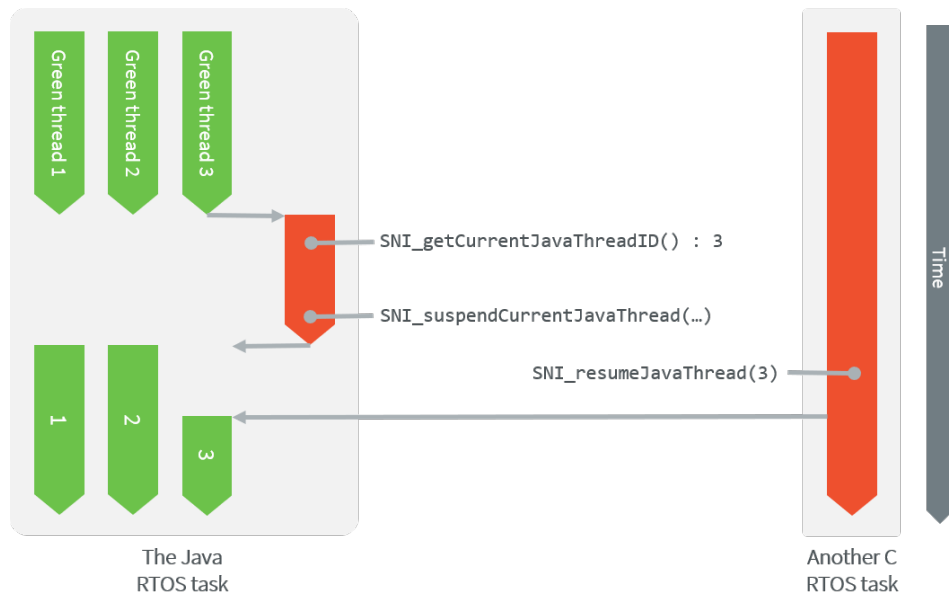 Green thread 1
Green thread 2
Green thread 3
SNI_getCurrentJavaThreadID() : 3
SNI_suspendCurrentJavaThread(…)
SNI_resumeJavaThread(3)
Time
1
2
3
The Java
RTOS task
Another C
RTOS task